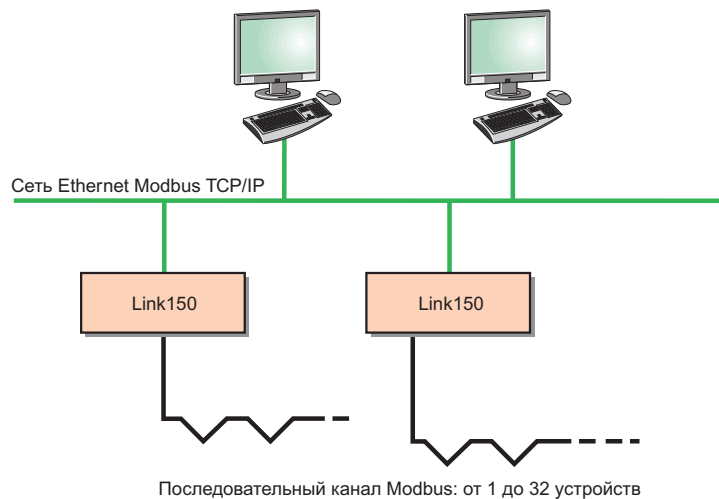 Сеть Ethernet Modbus TCP/IP
Link150
Link150
Последовательный канал Modbus: от 1 до 32 устройств